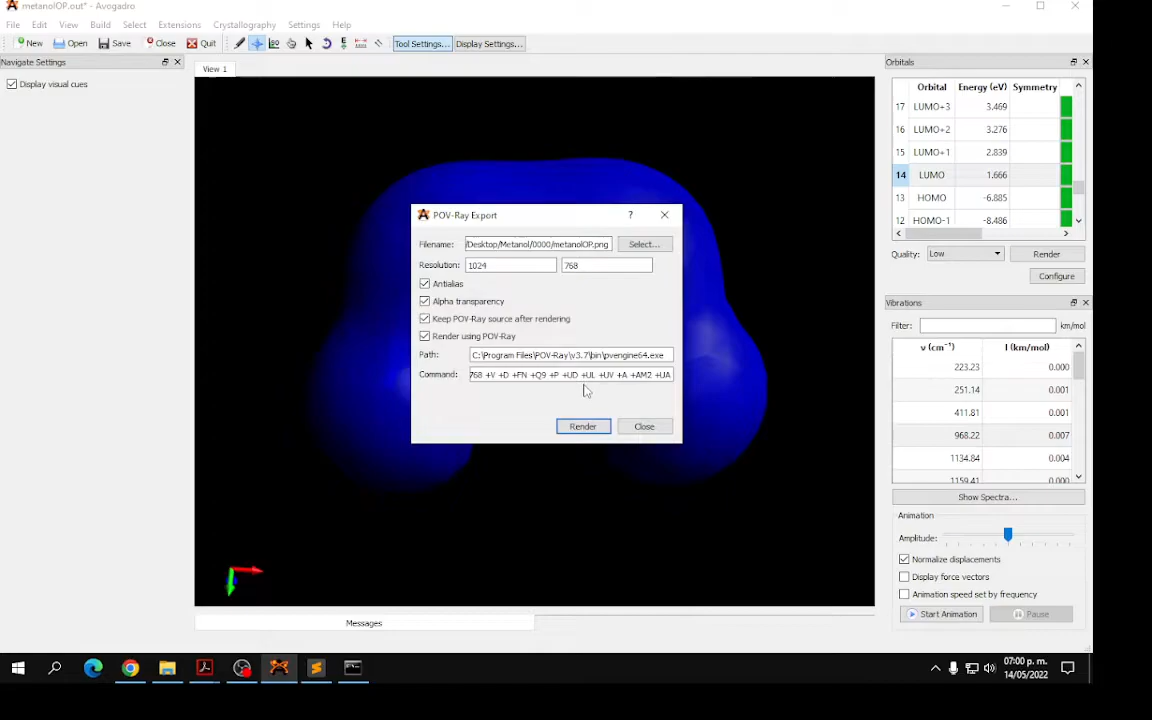 metanolOP.out* - Avogadro
File Edit View Build Select Extensions Crystallography Settings Help
New Open Save Close Quit Tool Settings... Display Settings...
Navigate Settings
Display visual cues
View 1
POV-Ray Export
?
Filename: /Desktop/Metanol/0000/metanolOP.png Select...
Resolution: 1024 768
Antialias
Alpha transparency
Keep POV-Ray source after rendering
Render using POV-Ray
Path: C:\Program Files\POV-Ray\v3.7\bin\pvengine64.exe
Command: 768 +V +D +FN +Q9 +P +UD +UL +UV +A +AM2 +UA
Render Close
Messages
Orbitals
Orbital Energy (eV) Symmetry
17 LUMO+3 3.469
16 LUMO+2 3.276
15 LUMO+1 2.839
14 LUMO 1.666
13 HOMO -6.885
12 HOMO-1 -8.486
Quality: Low Render
Configure
Vibrations
Filter: km/mol
ν (cm⁻¹) I (km/mol)
223.23 0.000
251.14 0.001
411.81 0.001
968.22 0.007
1134.84 0.004
1159.41 0.000
Show Spectra...
Animation
Amplitude:
Normalize displacements
Display force vectors
Animation speed set by frequency
Start Animation Pause
07:00 p. m.
14/05/2022